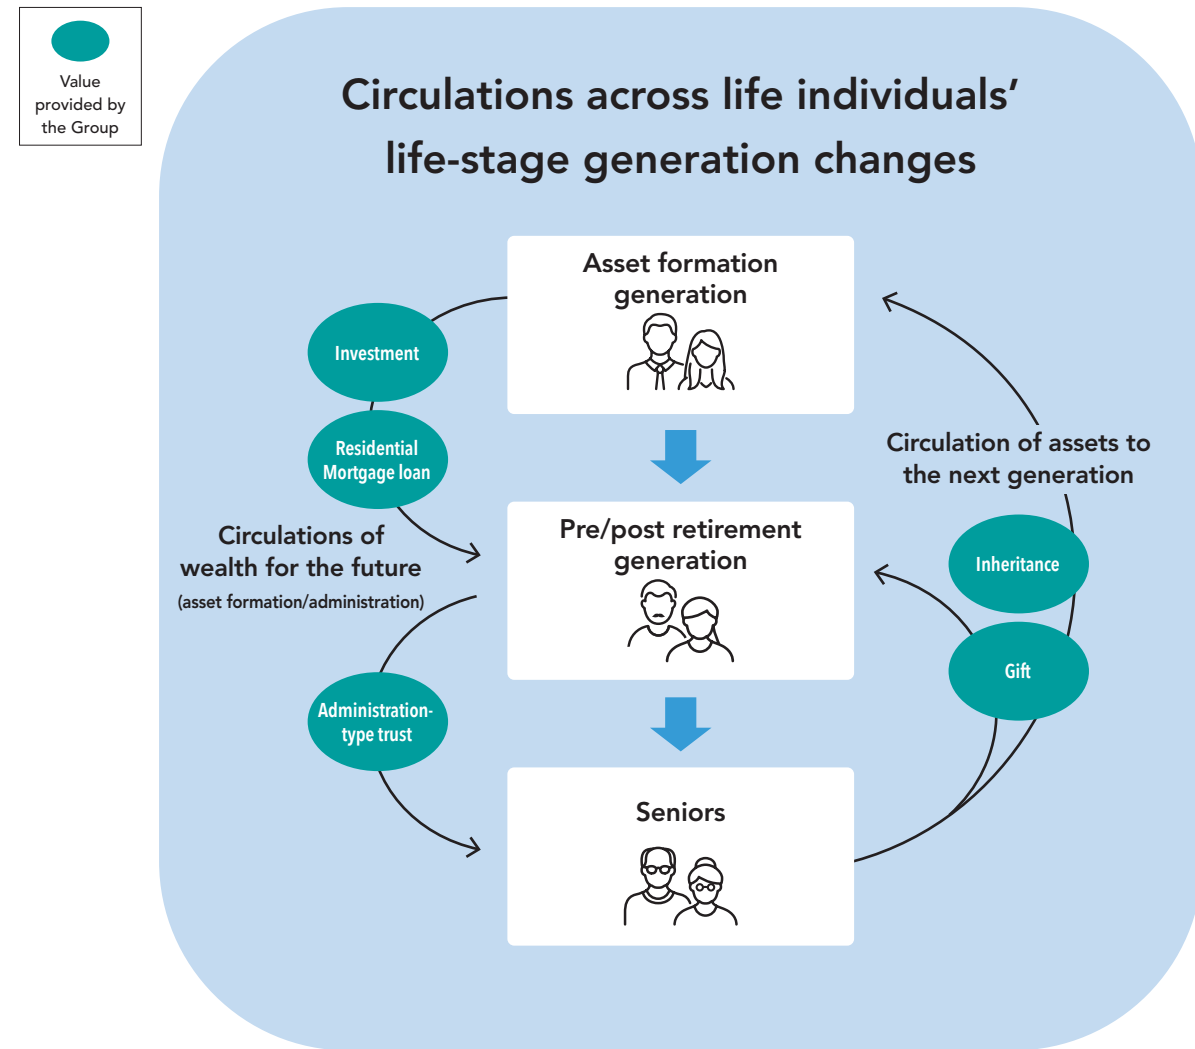 Value
provided by
the Group
Circulations across life individuals’
life-stage generation changes
Asset formation
generation
Investment
Residential
Mortgage loan
Circulation of assets to
the next generation
Circulations of
wealth for the future
(asset formation/administration)
Pre/post retirement
generation
Inheritance
Gift
Administration-
type trust
Seniors